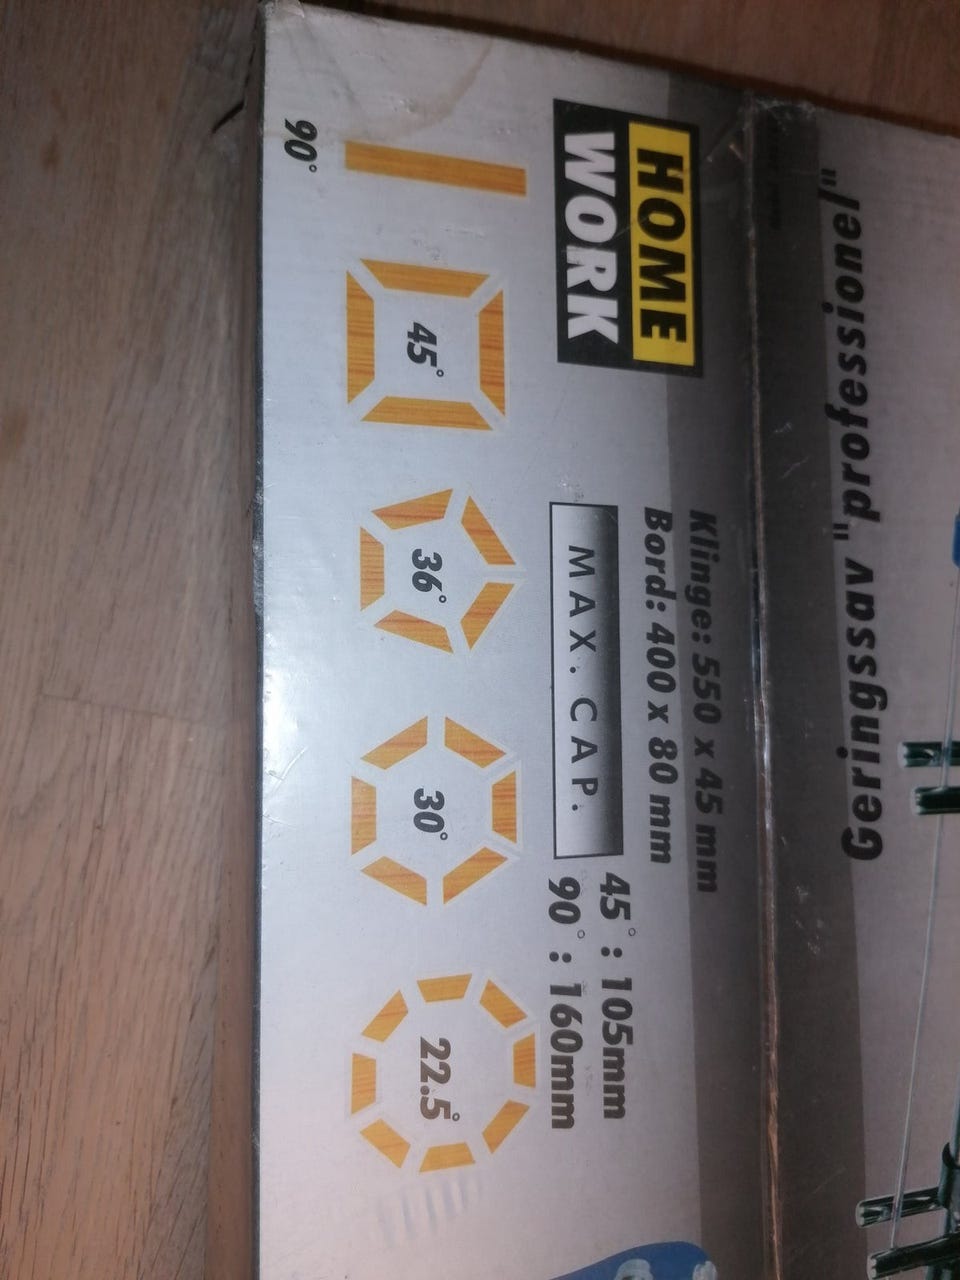 Geringssav "professionel"
HOME
WORK
Klinge: 550 x 45 mm
Bord: 400 x 80 mm
MAX. CAP.
45°: 105mm
90°: 160mm
90°
45°
36°
30°
22.5°